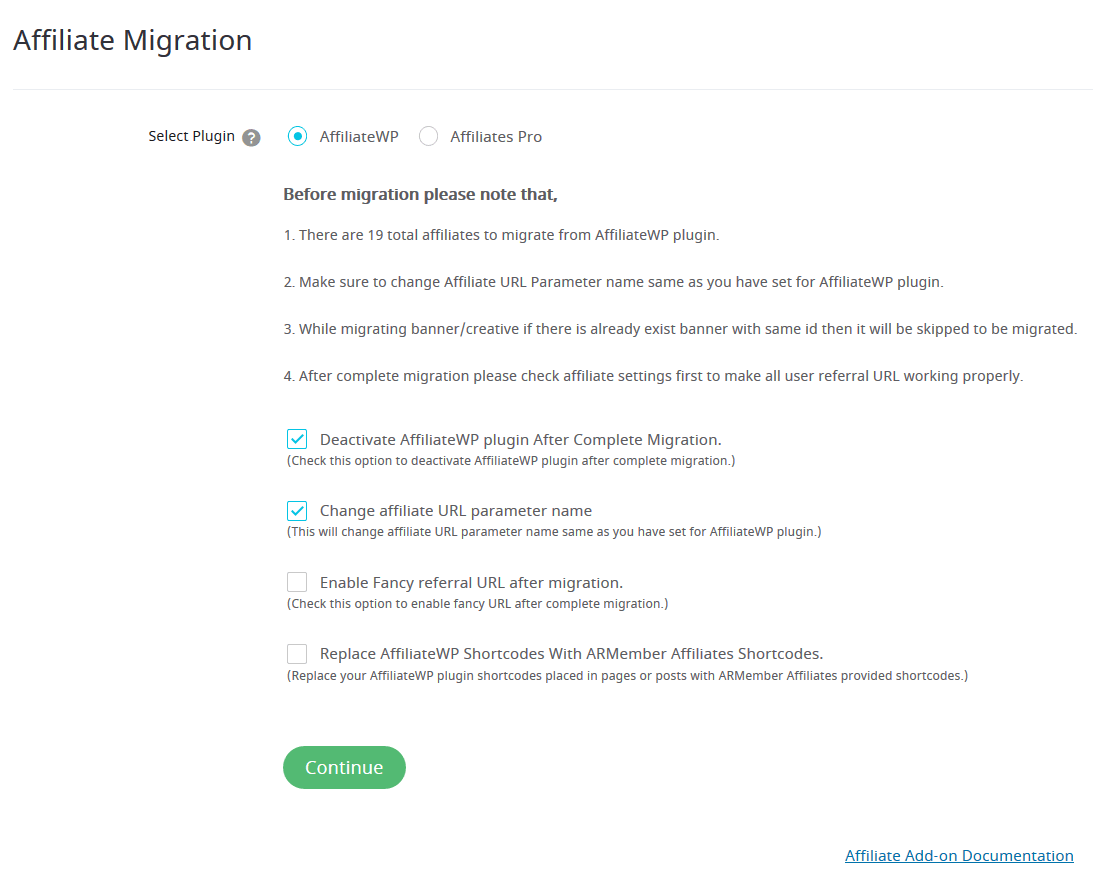 Affiliate Migration
Select Plugin ? AffiliateWP Affiliates Pro
Before migration please note that,
1. There are 19 total affiliates to migrate from AffiliateWP plugin.
2. Make sure to change Affiliate URL Parameter name same as you have set for AffiliateWP plugin.
3. While migrating banner/creative if there is already exist banner with same id then it will be skipped to be migrated.
4. After complete migration please check affiliate settings first to make all user referral URL working properly.
Deactivate AffiliateWP plugin After Complete Migration.
(Check this option to deactivate AffiliateWP plugin after complete migration.)
Change affiliate URL parameter name
(This will change affiliate URL parameter name same as you have set for AffiliateWP plugin.)
Enable Fancy referral URL after migration.
(Check this option to enable fancy URL after complete migration.)
Replace AffiliateWP Shortcodes With ARMember Affiliates Shortcodes.
(Replace your AffiliateWP plugin shortcodes placed in pages or posts with ARMember Affiliates provided shortcodes.)
Continue
Affiliate Add-on Documentation